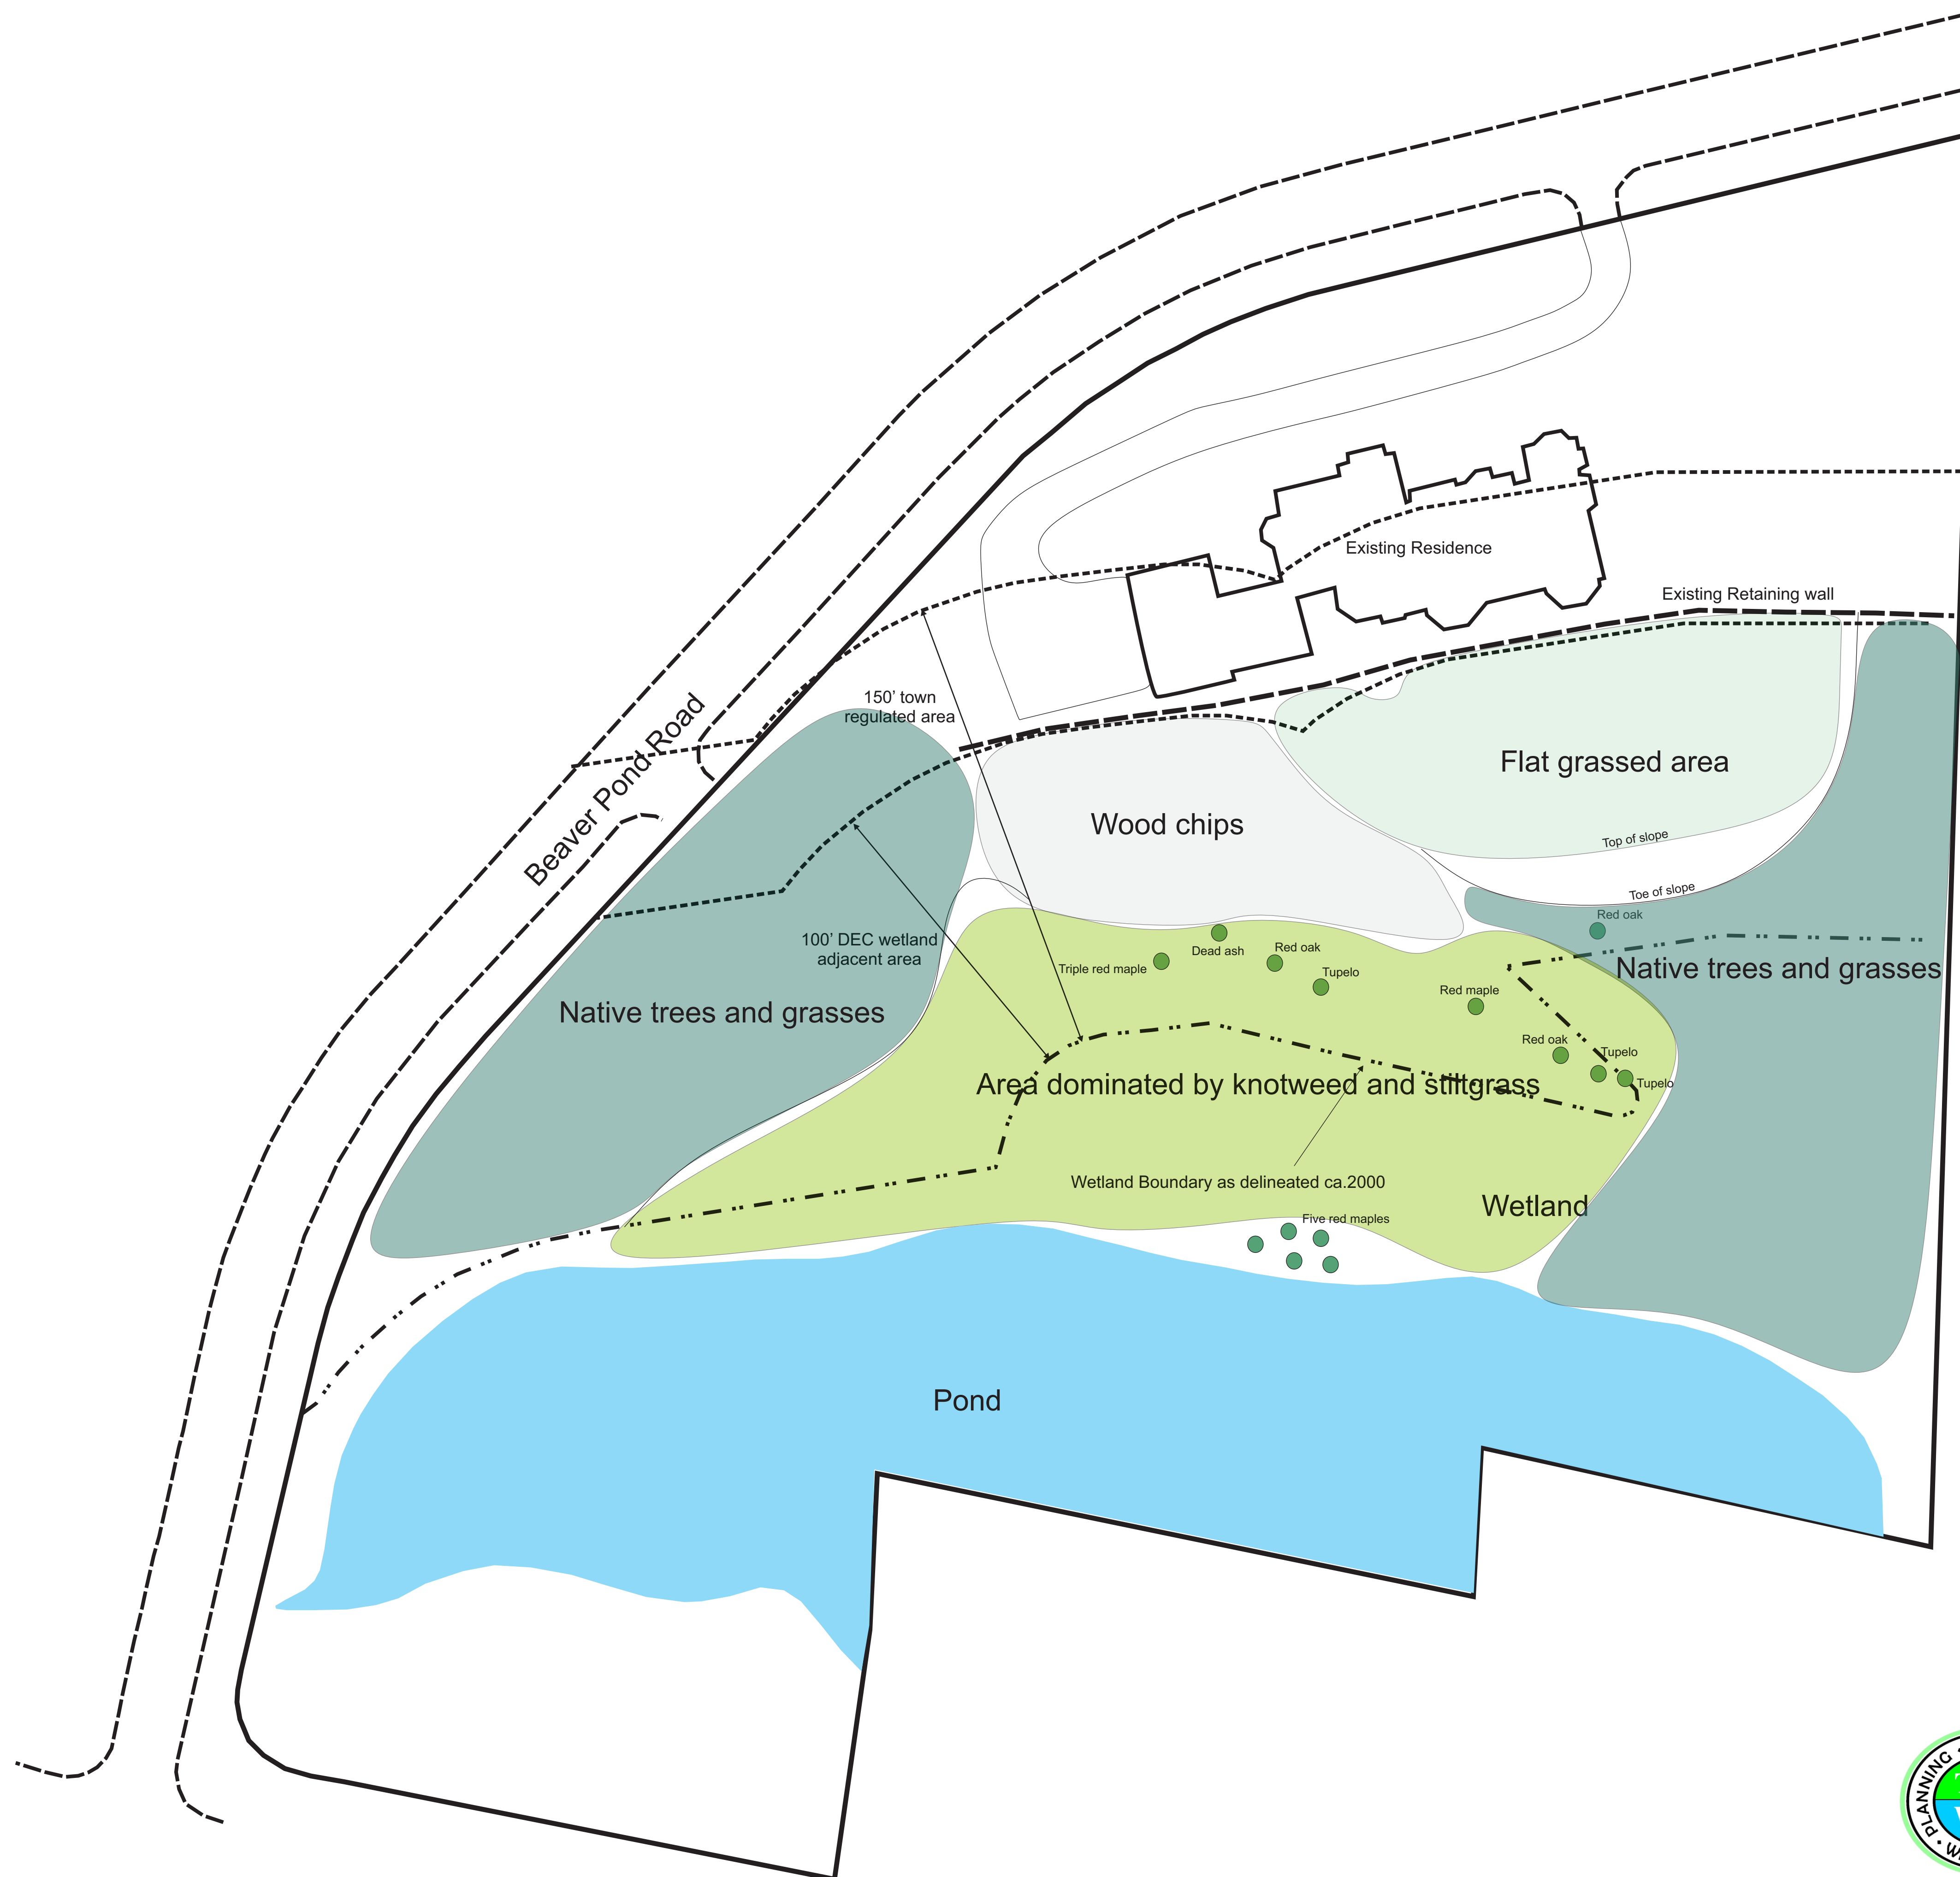 Existing Residence
Existing Retaining wall
150’ town
regulated area
Beaver Pond Road
Flat grassed area
Wood chips
Top of slope
Toe of slope
Red oak
100’ DEC wetland
adjacent area
Dead ash
Red oak
Triple red maple
Tupelo
Native trees and grasses
Red maple
Native trees and grasses
Red oak
Tupelo
Tupelo
Area dominated by knotweed and stiltgrass
Wetland Boundary as delineated ca.2000
Wetland
Five red maples
Pond
PLANNING